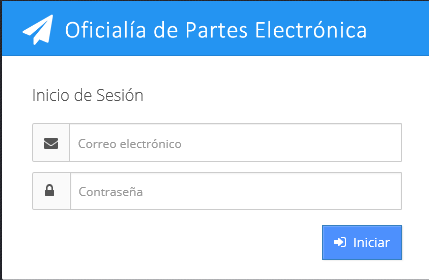 Oficialía de Partes Electrónica
Inicio de Sesión
Correo electrónico
Contraseña
Iniciar